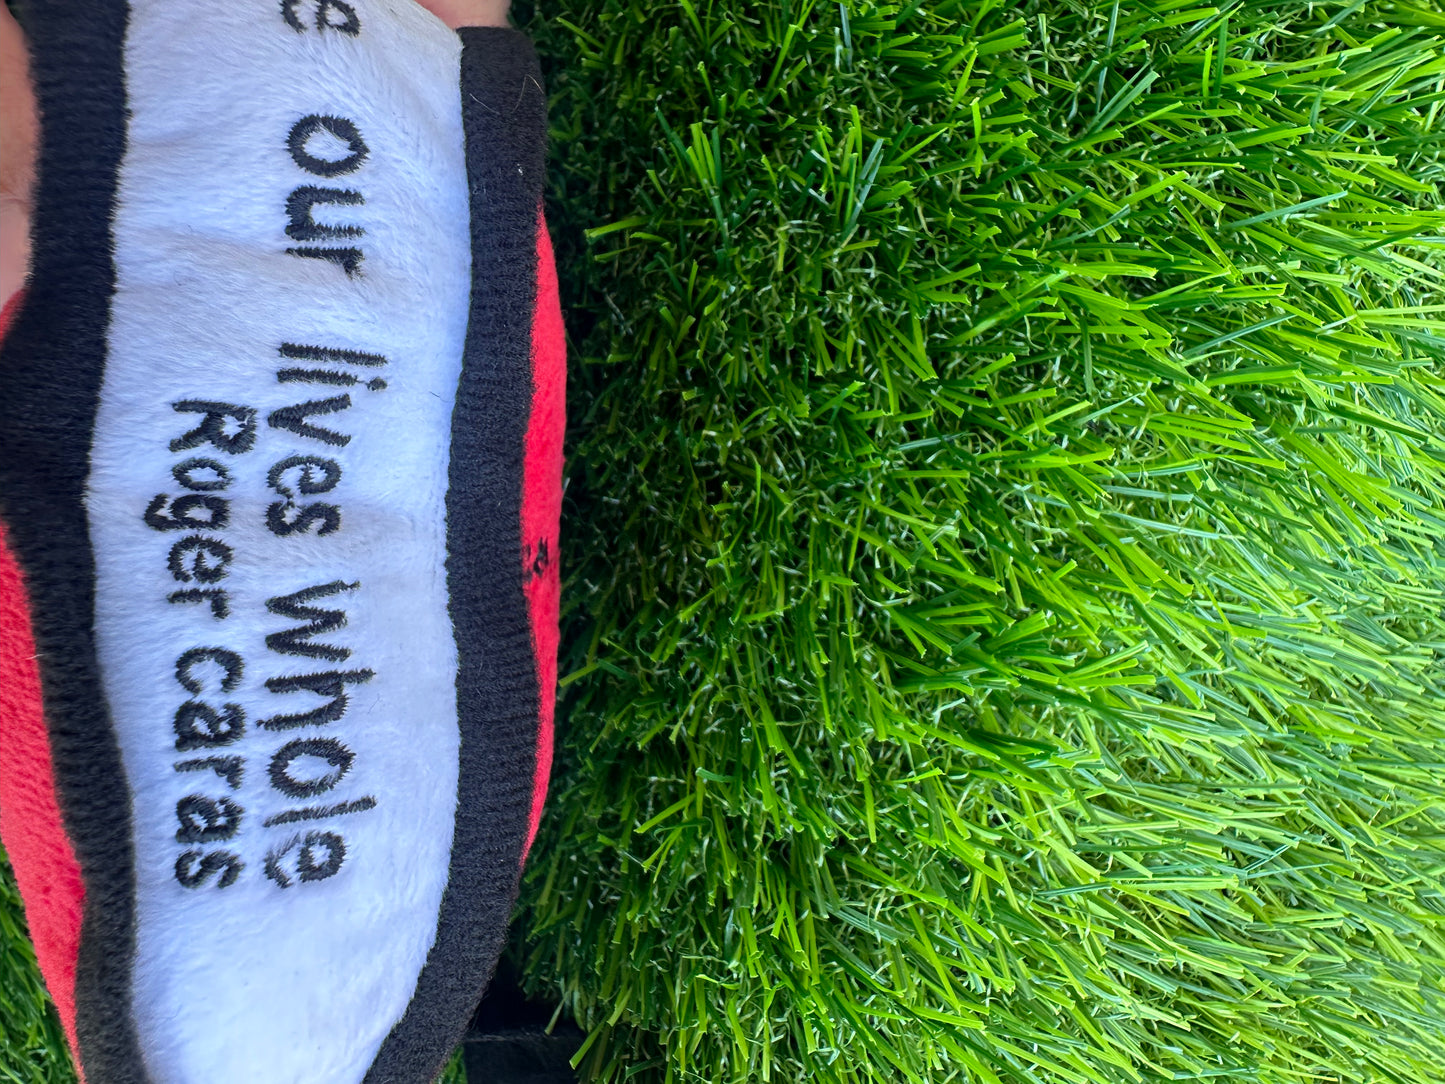 e our lives whole
Roger caras